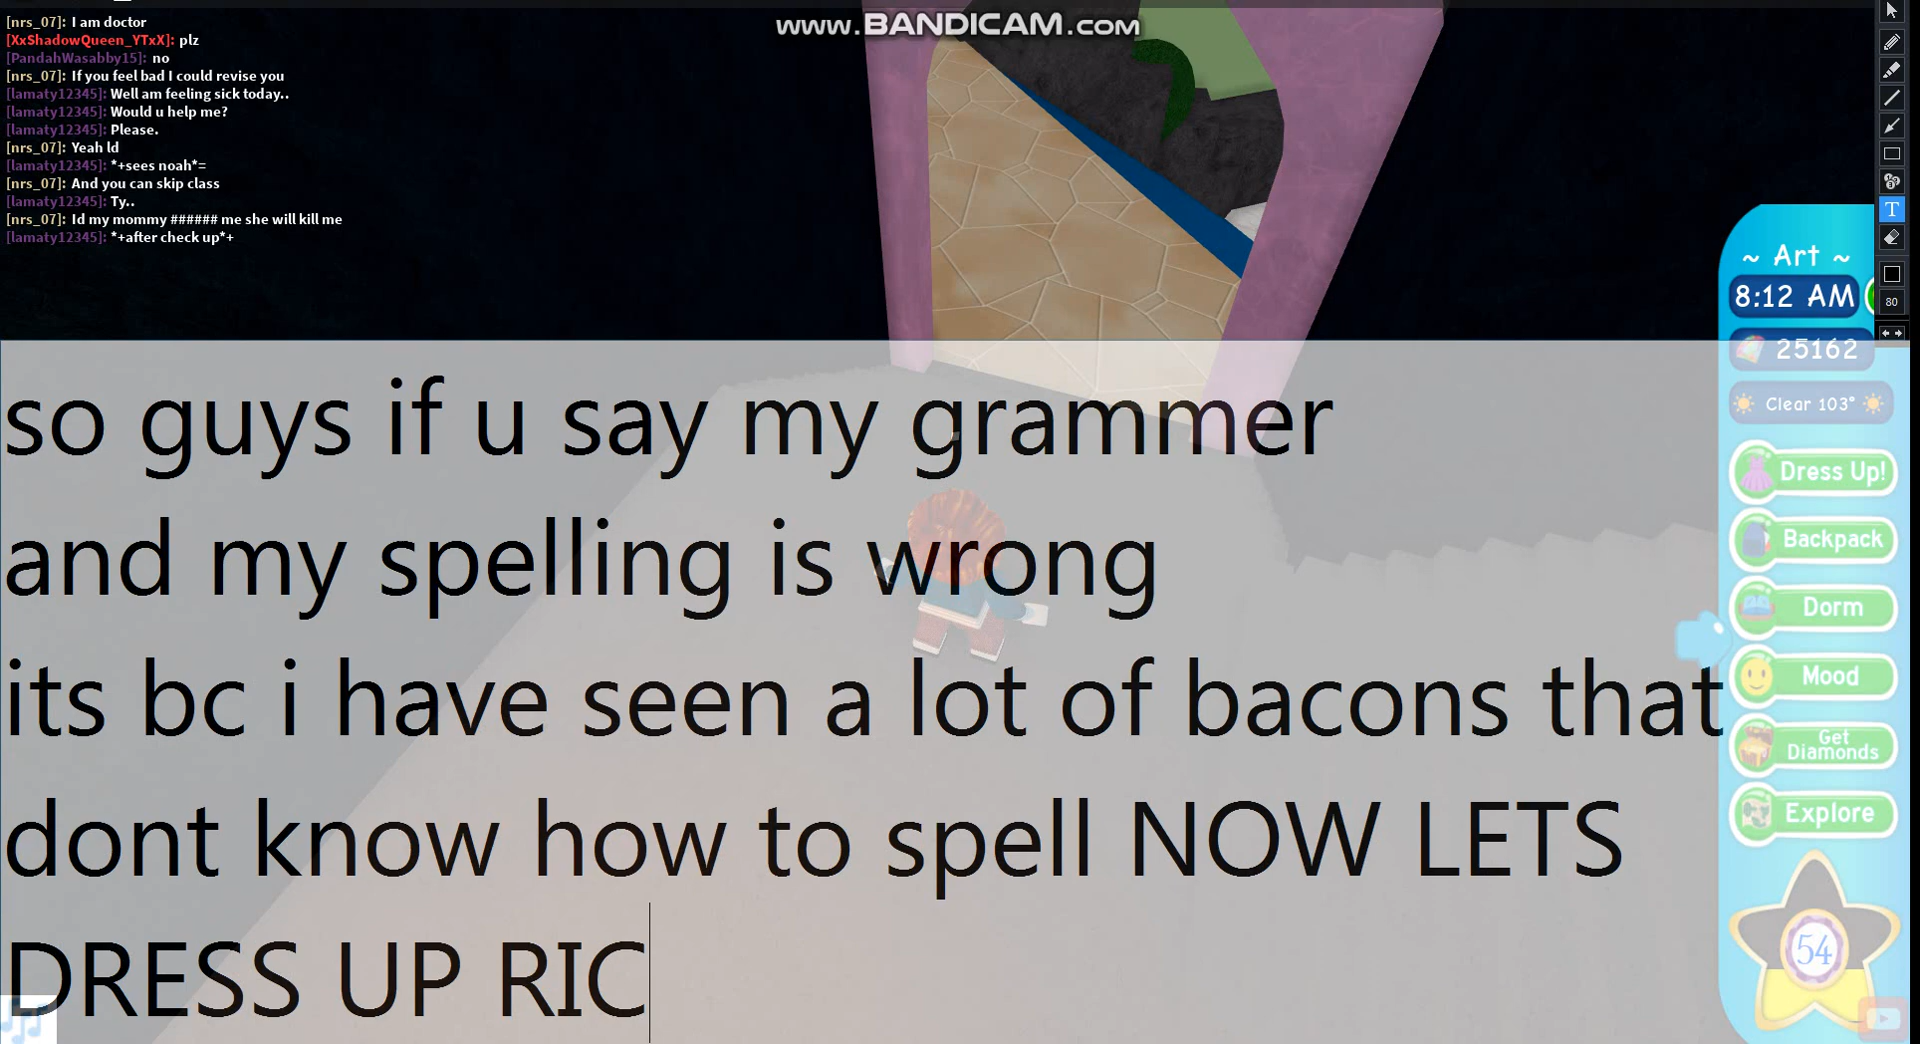 www.BANDICAM.com
[nrs_07]: I am doctor
[XxShadowQueen_YTxX]: plz
[PandahWasabby15]: no
[nrs_07]: If you feel bad I could revise you
[lamaty12345]: Well am feeling sick today..
[lamaty12345]: Would u help me?
[lamaty12345]: Please.
[nrs_07]: Yeah ld
[lamaty12345]: *+sees noah*=
[nrs_07]: And you can skip class
[lamaty12345]: Ty..
[nrs_07]: Id my mommy ###### me she will kill me
[lamaty12345]: *+after check up*+
so guys if u say my grammer
and my spelling is wrong
its bc i have seen a lot of bacons that
dont know how to spell NOW LETS
DRESS UP RIC
~ Art ~
8:12 AM
25162
Clear 103°
Dress Up!
Backpack
Dorm
Mood
Get
Diamonds
Explore
54
T
80